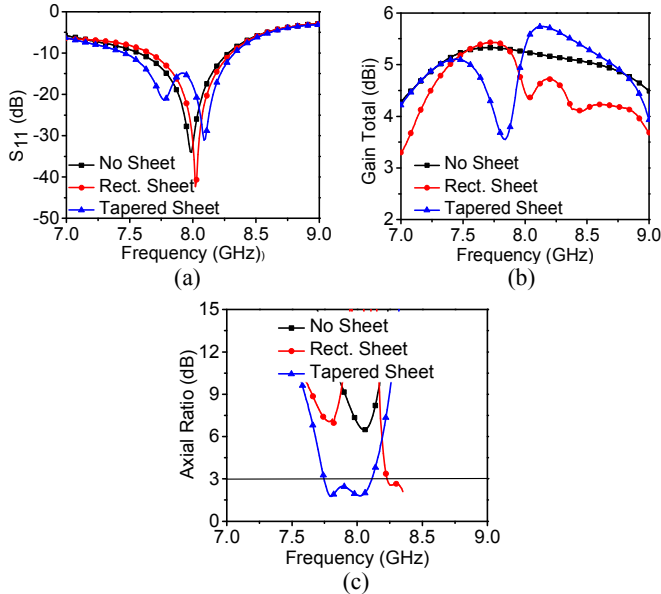 0
-10
-20
-30
-40
-50
S11 (dB)
No Sheet
Rect. Sheet
Tapered Sheet
7.0 7.5 8.0 8.5 9.0
Frequency (GHz))
(a)
6
5
4
3
2
Gain Total (dBi)
No Sheet
Rect. Sheet
Tapered Sheet
7.0 7.5 8.0 8.5 9.0
Frequency (GHz)
(b)
15
12
9
6
3
0
Axial Ratio (dB)
No Sheet
Rect. Sheet
Tapered Sheet
7.0 7.5 8.0 8.5 9.0
Frequency (GHz)
(c)